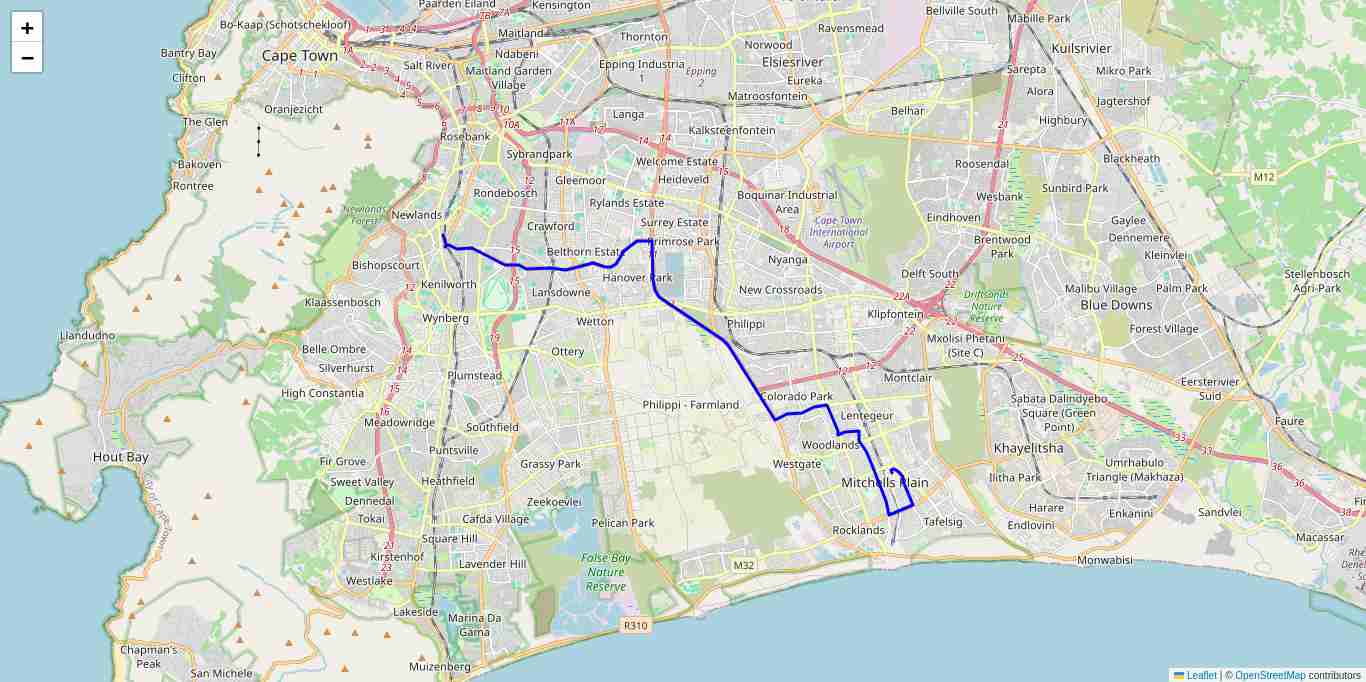 +
−
Paarden Eiland
Kensington
Bo-Kaap (Schotschekloof)
Maitland
Thornton
Ravensmead
Bellville South
Mabille Park
Bantry Bay
Cape Town
Ndabeni
Norwood
Kuilsrivier
Clifton
Salt River
Maitland Garden
Village
Epping Industria
1
Epping
2
Elsiesriver
Eureka
Sarepta
Mikro Park
Oranjezicht
Matroosfontein
Alora
Jagtershof
The Glen
Langa
Belhar
Highbury
Rosebank
10A
11A
Kalksteenfontein
Bakoven
Sybrandpark
Welcome Estate
Roosendal
Blackheath
Rontree
Gleemoor
Heideveld
M12
Rondebosch
Boquinar Industrial
Area
Wesbank
Sunbird Park
Newlands
Forest
Newlands
Rylands Estate
Surrey Estate
Cape Town
International
Airport
Eindhoven
Gaylee
Crawford
Primrose Park
Brentwood
Park
Dennemere
Bishopscourt
Belthorn Estate
Nyanga
Kleinvlei
Kenilworth
Hanover Park
Delft South
Stellenbosch
Agri-Park
Klaassenbosch
Lansdowne
New Crossroads
22A
Driftsands
Nature
Reserve
Malibu Village
Palm Park
Blue Downs
Wynberg
Wetton
Philippi
Klipfontein
Forest Village
Llandudno
Belle Ombre
Ottery
Mxolisi Phetani
(Site C)
Silverhurst
Plumstead
Montclair
Eersterivier
Suid
High Constantia
Philippi - Farmland
Colorado Park
Sabata Dalindyebo
Square (Green
Point)
Meadowridge
Southfield
Lentegeur
Faure
Hout Bay
Puntsville
Woodlands
Khayelitsha
Fir Grove
Grassy Park
Westgate
Umrhabulo
Triangle (Makhaza)
Sweet Valley
Heathfield
Mitchells Plain
Ilitha Park
Dennedal
Zeekoevlei
Harare
Enkanini
Sandvlei
Tokai
Cafda Village
Pelican Park
Rocklands
Tafelsig
Endlovini
Square Hill
Macassar
Kirstenhof
Lavender Hill
False Bay
Nature
Reserve
M32
Monwabisi
Westlake
Lakeside
Marina Da
Gama
R310
Chapman's
Peak
Muizenberg
San Michele
Leaflet | © OpenStreetMap contributors